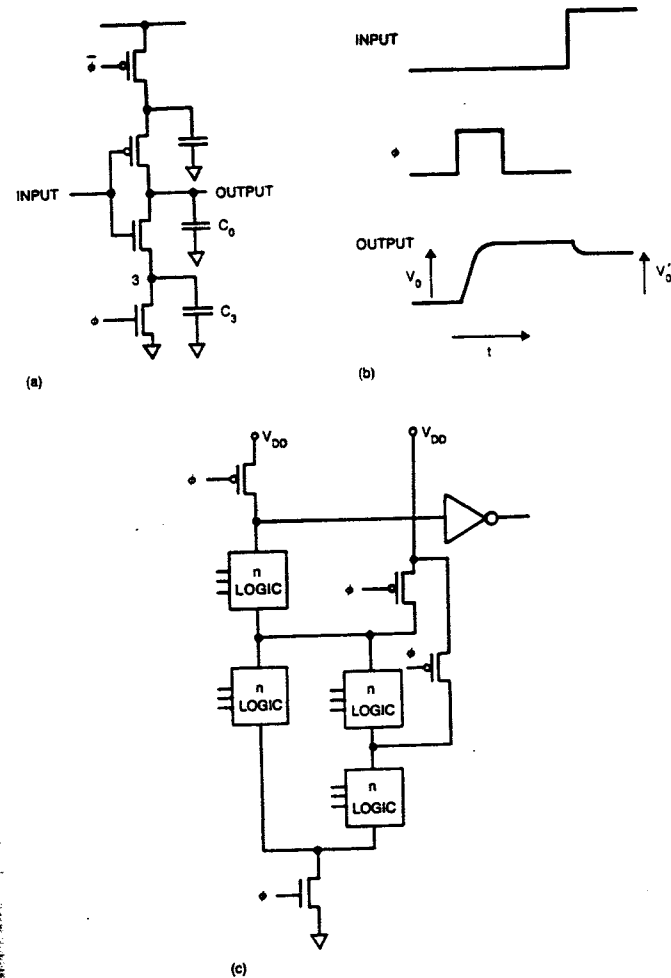 φ̄
INPUT
OUTPUT
C₀
3
φ
C₃
(a)
INPUT
φ
OUTPUT
V₀
V₀'
t
(b)
V_DD
V_DD
φ
n
LOGIC
φ
φ
n
LOGIC
n
LOGIC
n
LOGIC
φ
(c)